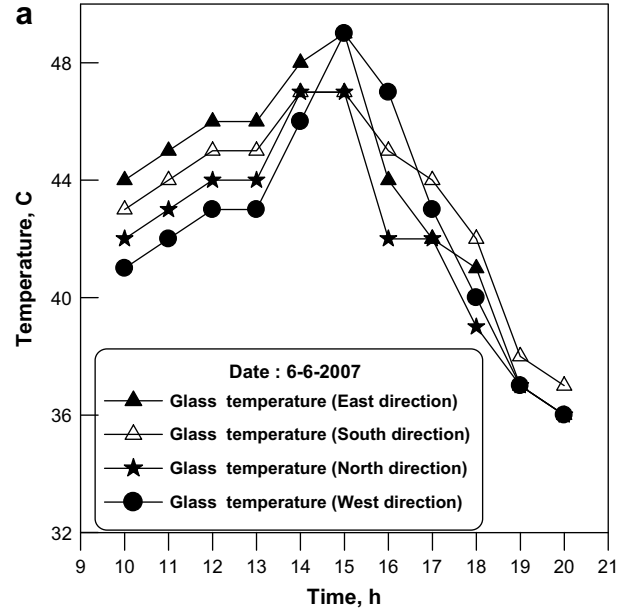 a
48
44
40
36
32
Temperature, C
Date : 6-6-2007
Glass temperature (East direction)
Glass temperature (South direction)
Glass temperature (North direction)
Glass temperature (West direction)
9 10 11 12 13 14 15 16 17 18 19 20 21
Time, h